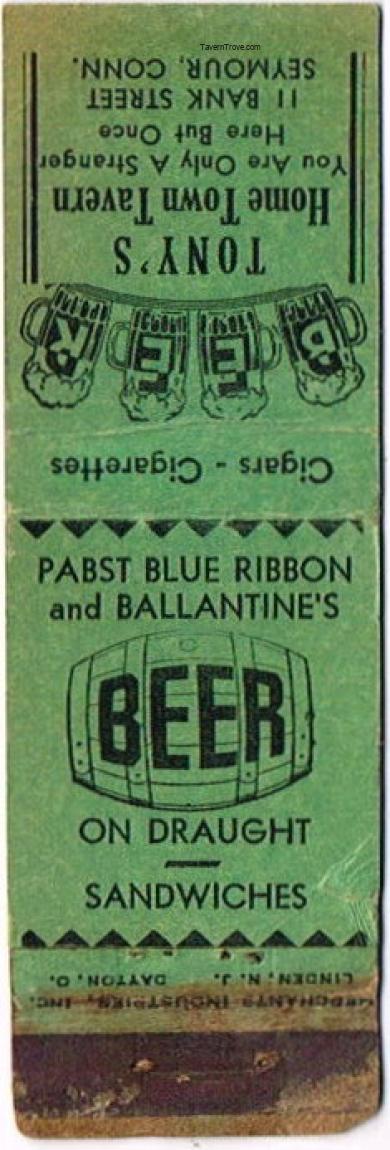 TavernTrove.com
TONY'S
Home Town Tavern
You Are Only A Stranger
Here But Once
11 BANK STREET
SEYMOUR, CONN.
BEER
Cigars - Cigarettes
PABST BLUE RIBBON
and BALLANTINE'S
BEER
ON DRAUGHT
SANDWICHES
MERCHANTS INDUSTRIES, INC.
LINDEN, N. J. DAYTON, O.